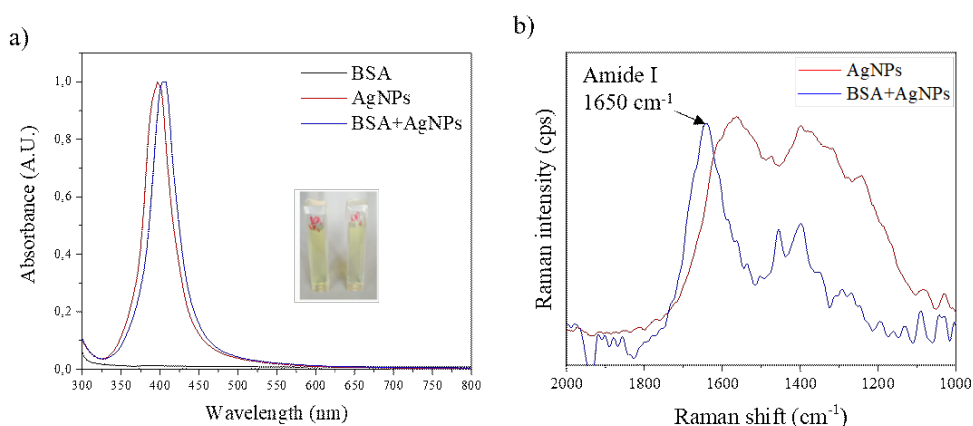 a)
BSA
AgNPs
BSA+AgNPs
1,0
0,8
0,6
0,4
0,2
0,0
Absorbance (A.U.)
300 350 400 450 500 550 600 650 700 750 800
Wavelength (nm)
b)
Amide I
1650 cm⁻¹
AgNPs
BSA+AgNPs
Raman intensity (cps)
2000 1800 1600 1400 1200 1000
Raman shift (cm⁻¹)